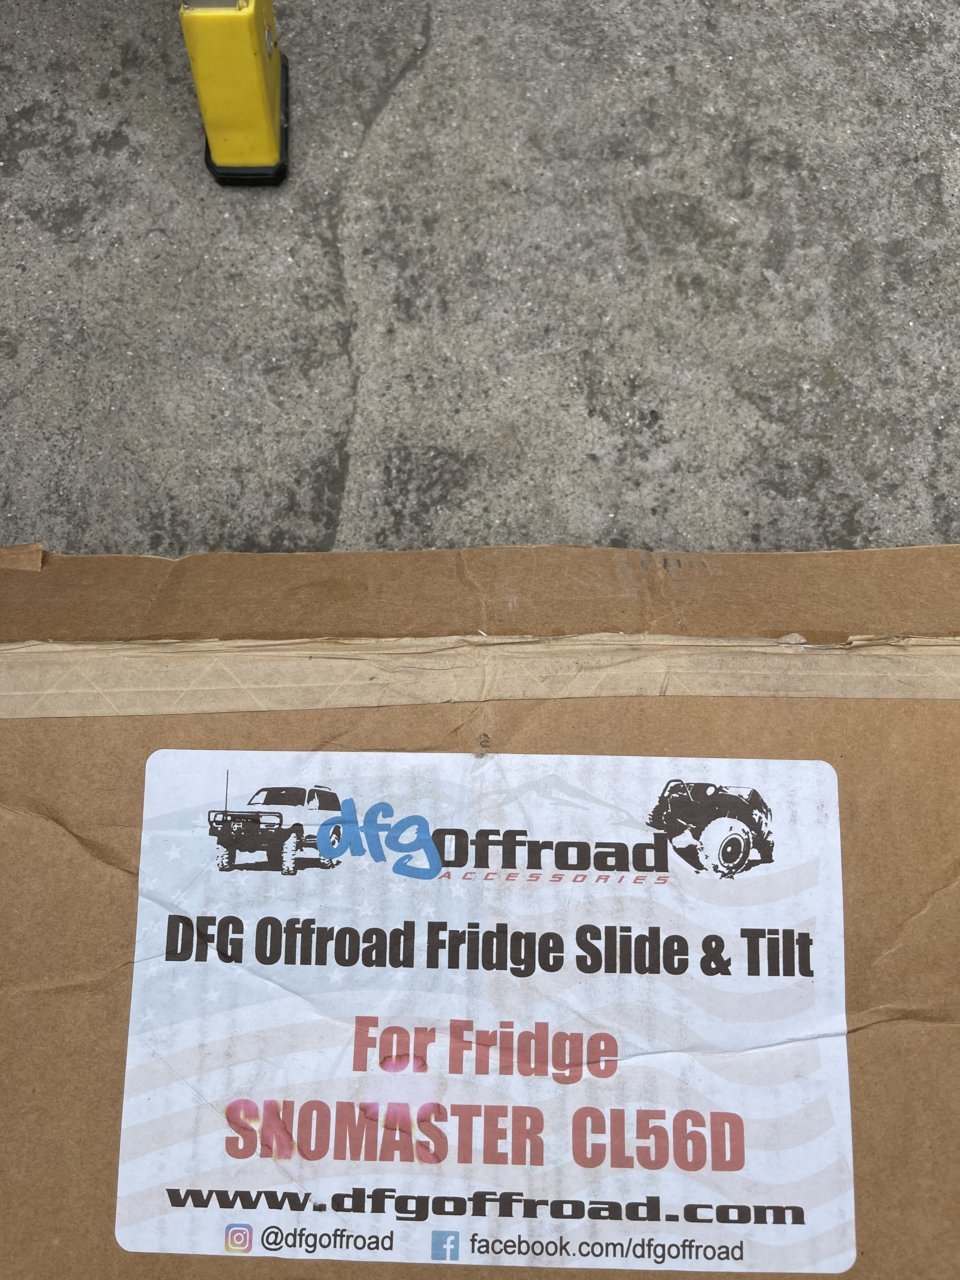 dfgOffroad
ACCESSORIES
DFG Offroad Fridge Slide & Tilt
For Fridge
SNOMASTER CL56D
www.dfgoffroad.com
@dfgoffroad facebook.com/dfgoffroad